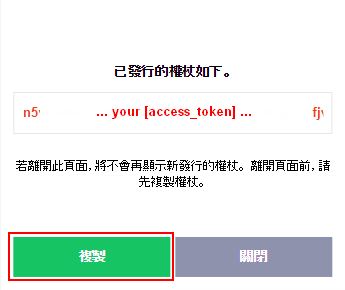 已發行的權杖如下。
n5 ... your [access_token] ... fj
若離開此頁面，將不會再顯示新發行的權杖。離開頁面前，請
先複製權杖。
複製
關閉